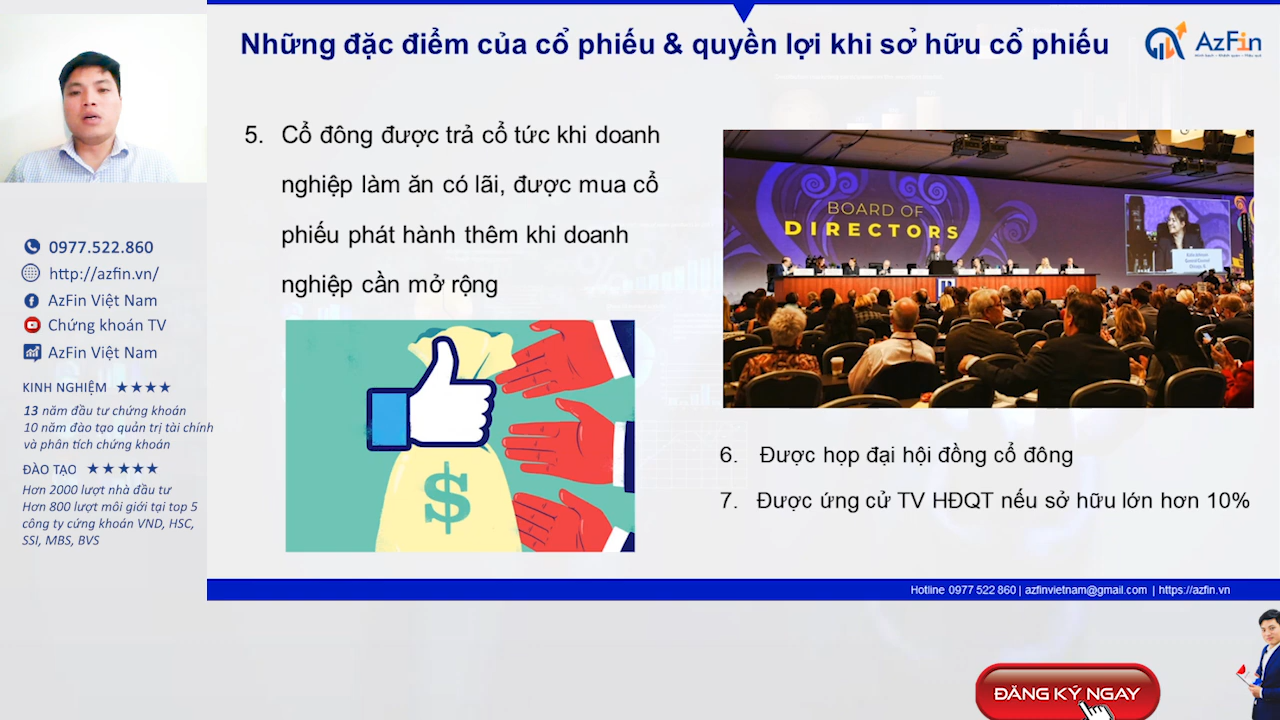 Những đặc điểm của cổ phiếu & quyền lợi khi sở hữu cổ phiếu
AzFin
5. Cổ đông được trả cổ tức khi doanh
nghiệp làm ăn có lãi, được mua cổ
phiếu phát hành thêm khi doanh
nghiệp cần mở rộng
BOARD OF
DIRECTORS
$
6. Được họp đại hội đồng cổ đông
7. Được ứng cử TV HĐQT nếu sở hữu lớn hơn 10%
0977.522.860
http://azfin.vn/
AzFin Việt Nam
Chứng khoán TV
AzFin Việt Nam
KINH NGHIỆM ★★★★
13 năm đầu tư chứng khoán
10 năm đào tạo quản trị tài chính
và phân tích chứng khoán
ĐÀO TẠO ★★★★★
Hơn 2000 lượt nhà đầu tư
Hơn 800 lượt môi giới tại top 5
công ty cứng khoán VND, HSC,
SSI, MBS, BVS
Hotline 0977 522 860 | azfinvietnam@gmail.com | https://azfin.vn
ĐĂNG KÝ NGAY